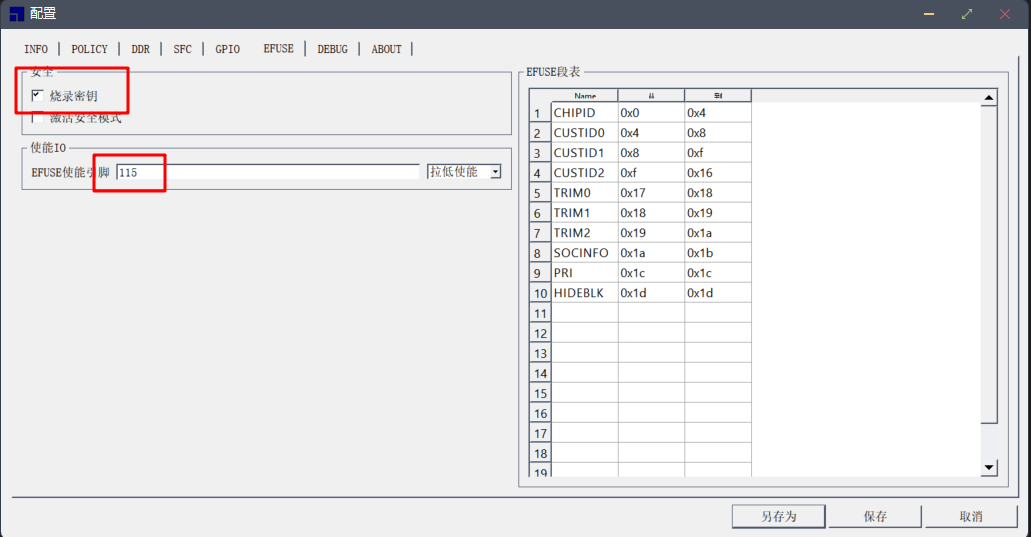 配置
INFO | POLICY | DDR | SFC | GPIO EFUSE | DEBUG | ABOUT |
安全
烧录密钥
激活安全模式
使能IO
EFUSE使能引脚 115 拉低使能
EFUSE段表
Name 从 到
1 CHIPID 0x0 0x4
2 CUSTID0 0x4 0x8
3 CUSTID1 0x8 0xf
4 CUSTID2 0xf 0x16
5 TRIM0 0x17 0x18
6 TRIM1 0x18 0x19
7 TRIM2 0x19 0x1a
8 SOCINFO 0x1a 0x1b
9 PRI 0x1c 0x1c
10 HIDEBLK 0x1d 0x1d
11
12
13
14
15
16
17
18
19
另存为 保存 取消